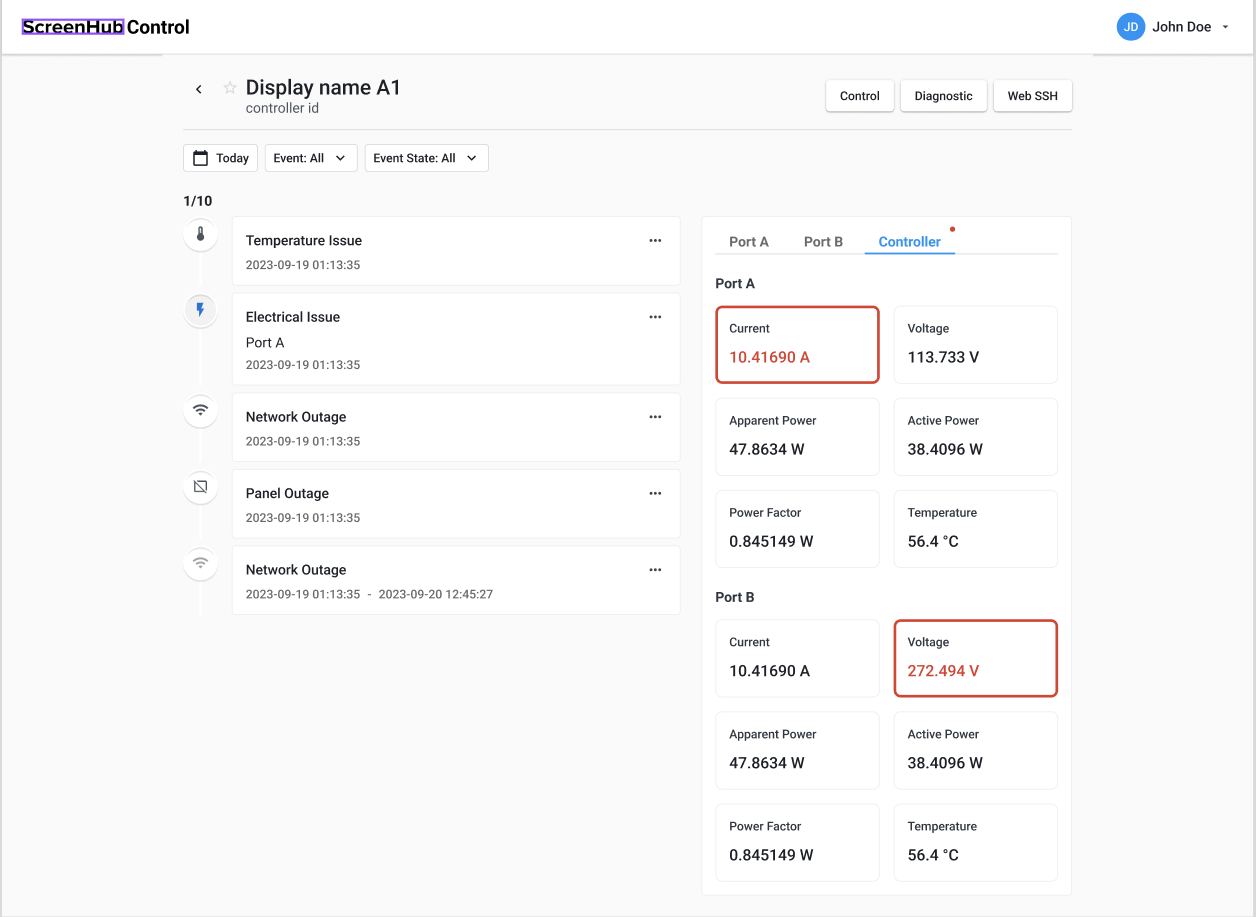 ScreenHub Control
JD John Doe
Display name A1
controller id
Control Diagnostic Web SSH
Today Event: All Event State: All
1/10
Temperature Issue
2023-09-19 01:13:35
Electrical Issue
Port A
2023-09-19 01:13:35
Network Outage
2023-09-19 01:13:35
Panel Outage
2023-09-19 01:13:35
Network Outage
2023-09-19 01:13:35 - 2023-09-20 12:45:27
Port A Port B Controller
Port A
Current
10.41690 A
Voltage
113.733 V
Apparent Power
47.8634 W
Active Power
38.4096 W
Power Factor
0.845149 W
Temperature
56.4 °C
Port B
Current
10.41690 A
Voltage
272.494 V
Apparent Power
47.8634 W
Active Power
38.4096 W
Power Factor
0.845149 W
Temperature
56.4 °C